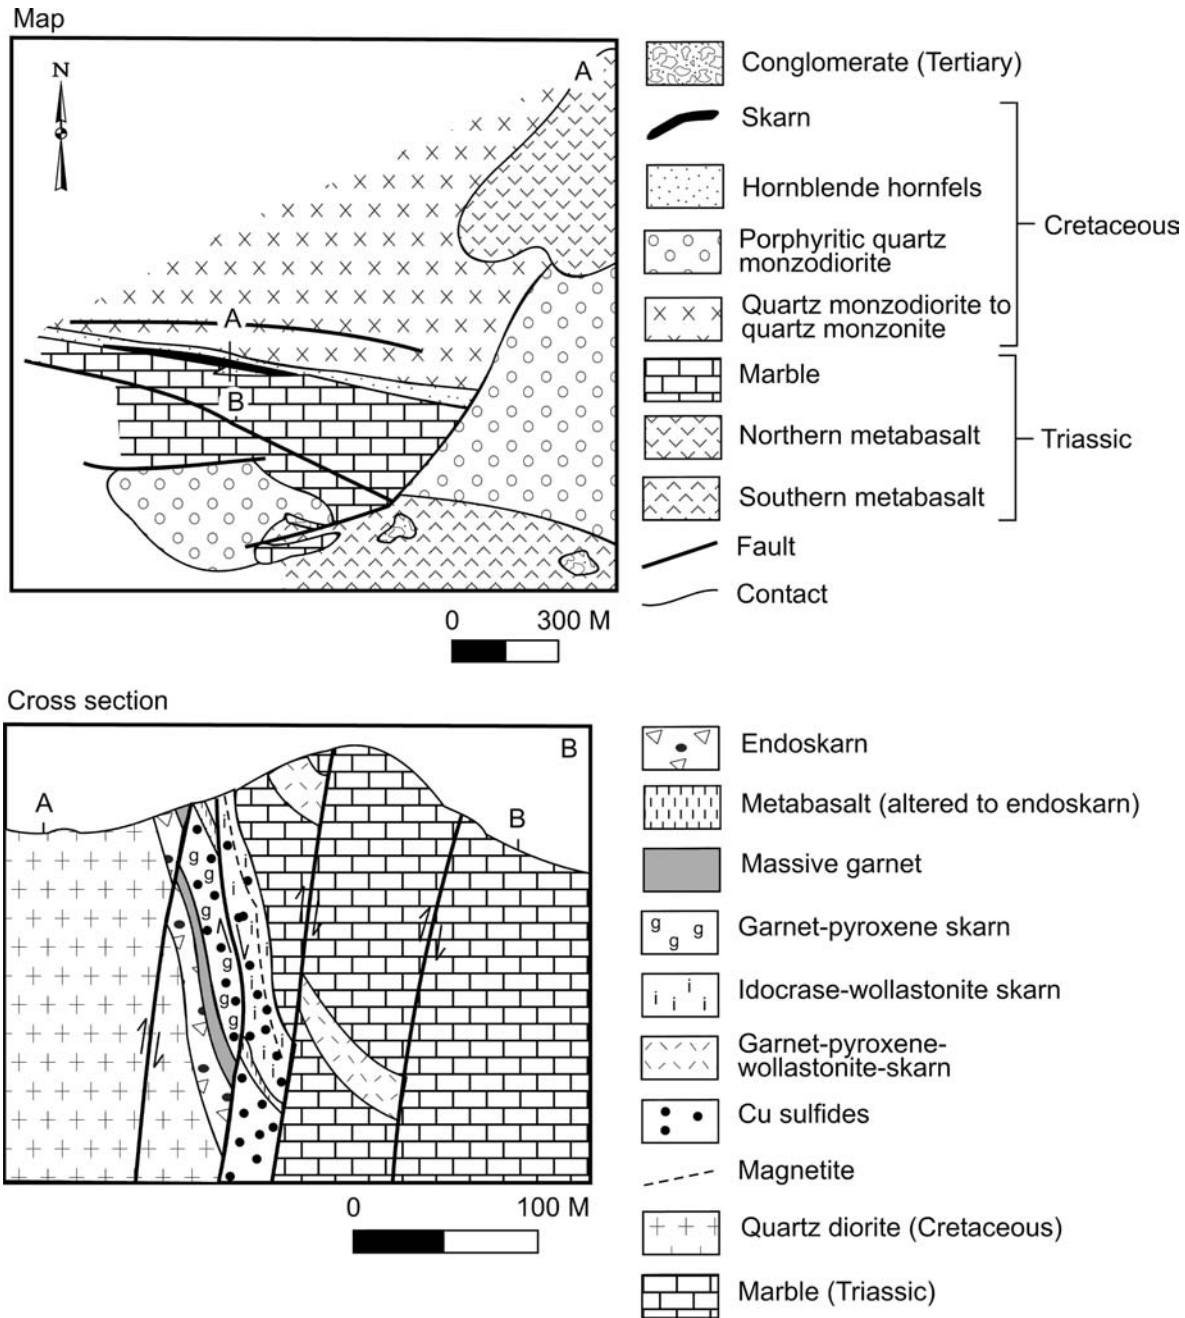 Map
N
A
A
B
0 300 M
Conglomerate (Tertiary)
Skarn
Hornblende hornfels
Porphyritic quartz
monzodiorite
Quartz monzodiorite to
quartz monzonite
Cretaceous
Marble
Northern metabasalt
Southern metabasalt
Triassic
Fault
Contact
Cross section
B
A
B
g
g
g
g
g
g
g
i
i
i
i
i
i
i
0 100 M
Endoskarn
Metabasalt (altered to endoskarn)
Massive garnet
g g g
Garnet-pyroxene skarn
i i i i
Idocrase-wollastonite skarn
Garnet-pyroxene-
wollastonite-skarn
Cu sulfides
Magnetite
Quartz diorite (Cretaceous)
Marble (Triassic)